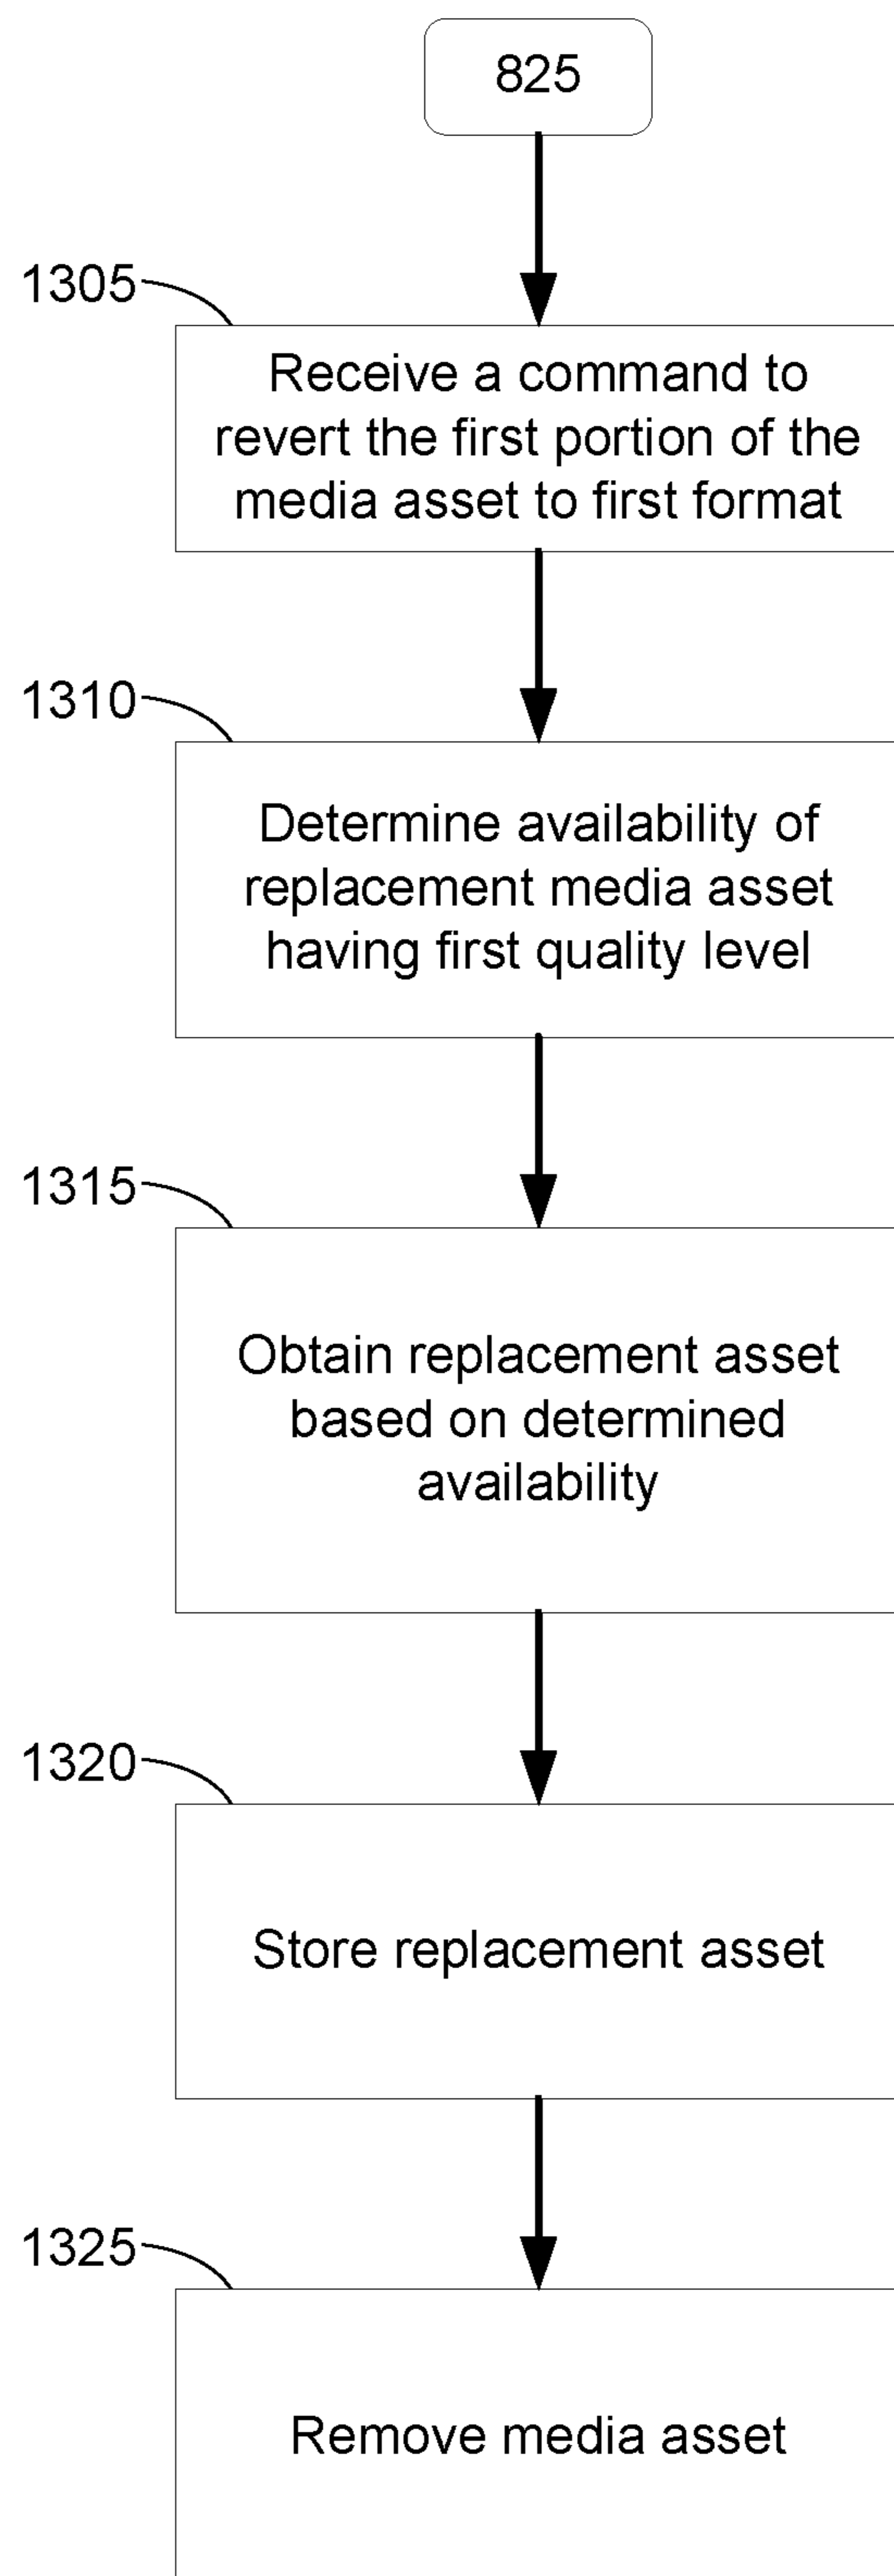 825
1305
Receive a command to
revert the first portion of the
media asset to first format
1310
Determine availability of
replacement media asset
having first quality level
1315
Obtain replacement asset
based on determined
availability
1320
Store replacement asset
1325
Remove media asset